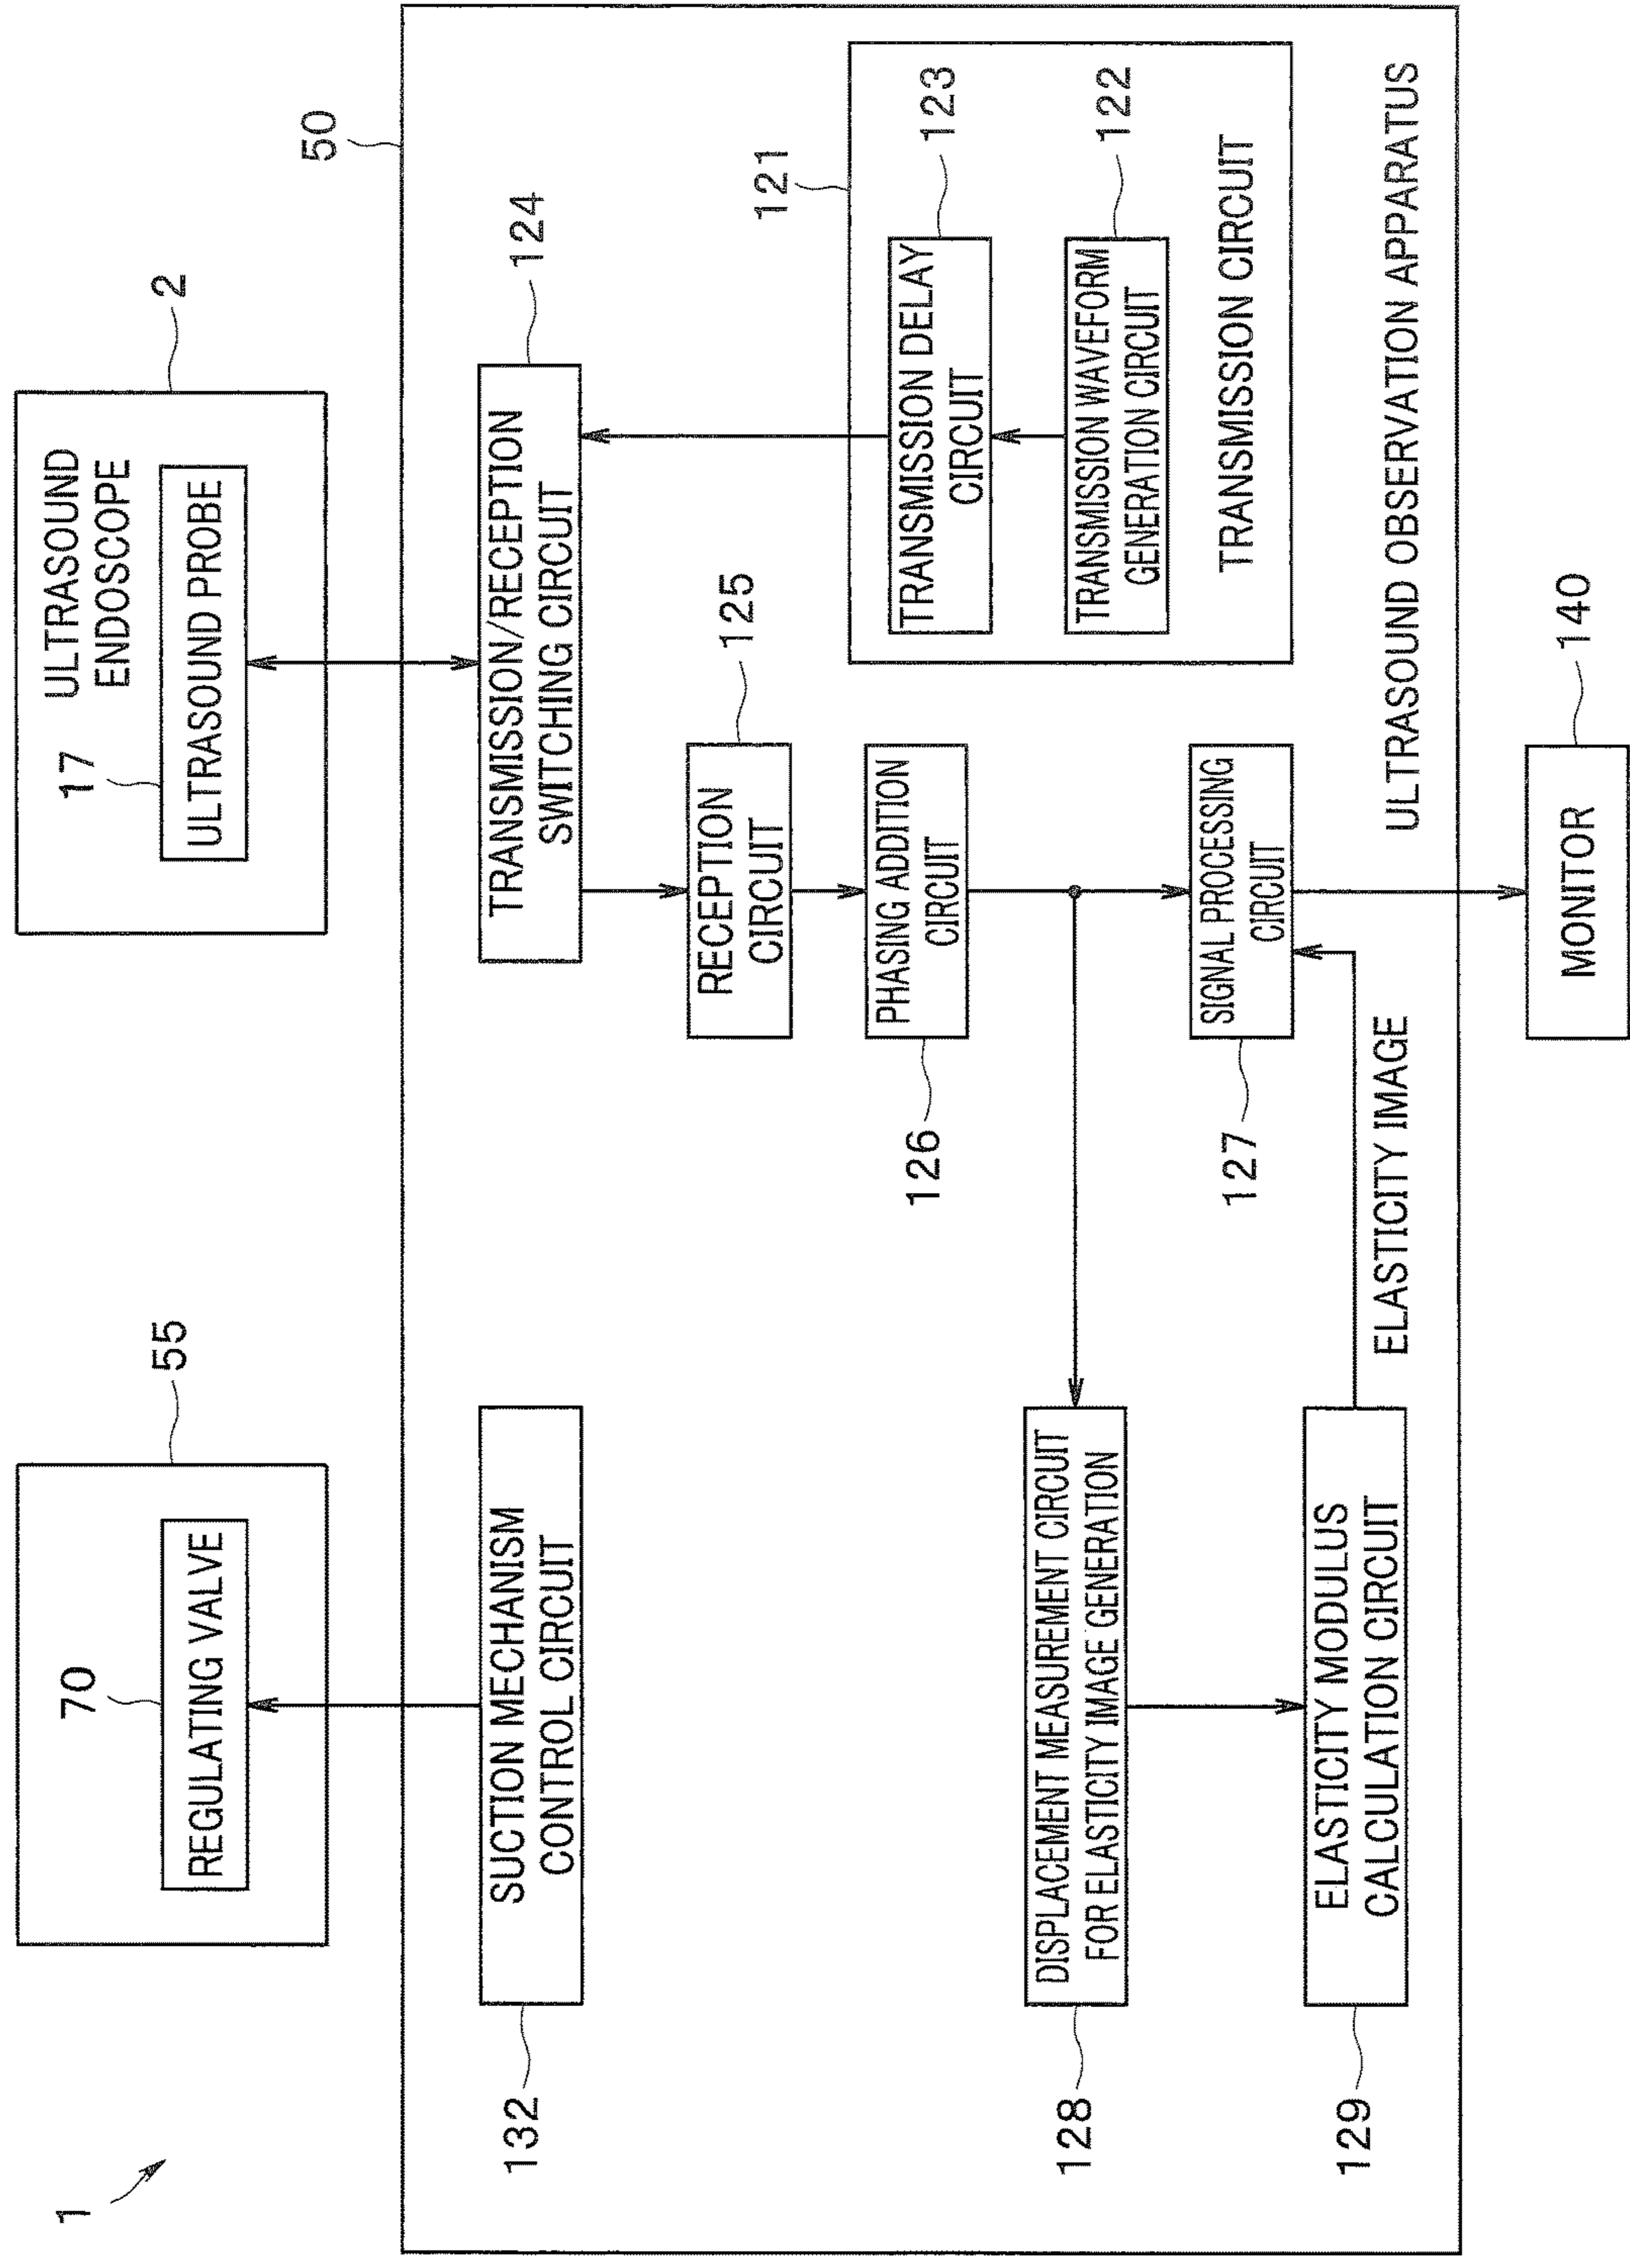 1
55
70
REGULATING VALVE
2
ULTRASOUND
ENDOSCOPE
17
ULTRASOUND PROBE
50
132
SUCTION MECHANISM
CONTROL CIRCUIT
124
TRANSMISSION/RECEPTION
SWITCHING CIRCUIT
125
RECEPTION
CIRCUIT
121
123
TRANSMISSION DELAY
CIRCUIT
122
TRANSMISSION WAVEFORM
GENERATION CIRCUIT
TRANSMISSION CIRCUIT
126
PHASING ADDITION
CIRCUIT
128
DISPLACEMENT MEASUREMENT CIRCUIT
FOR ELASTICITY IMAGE GENERATION
127
SIGNAL PROCESSING
CIRCUIT
129
ELASTICITY MODULUS
CALCULATION CIRCUIT
ELASTICITY IMAGE
ULTRASOUND OBSERVATION APPARATUS
140
MONITOR